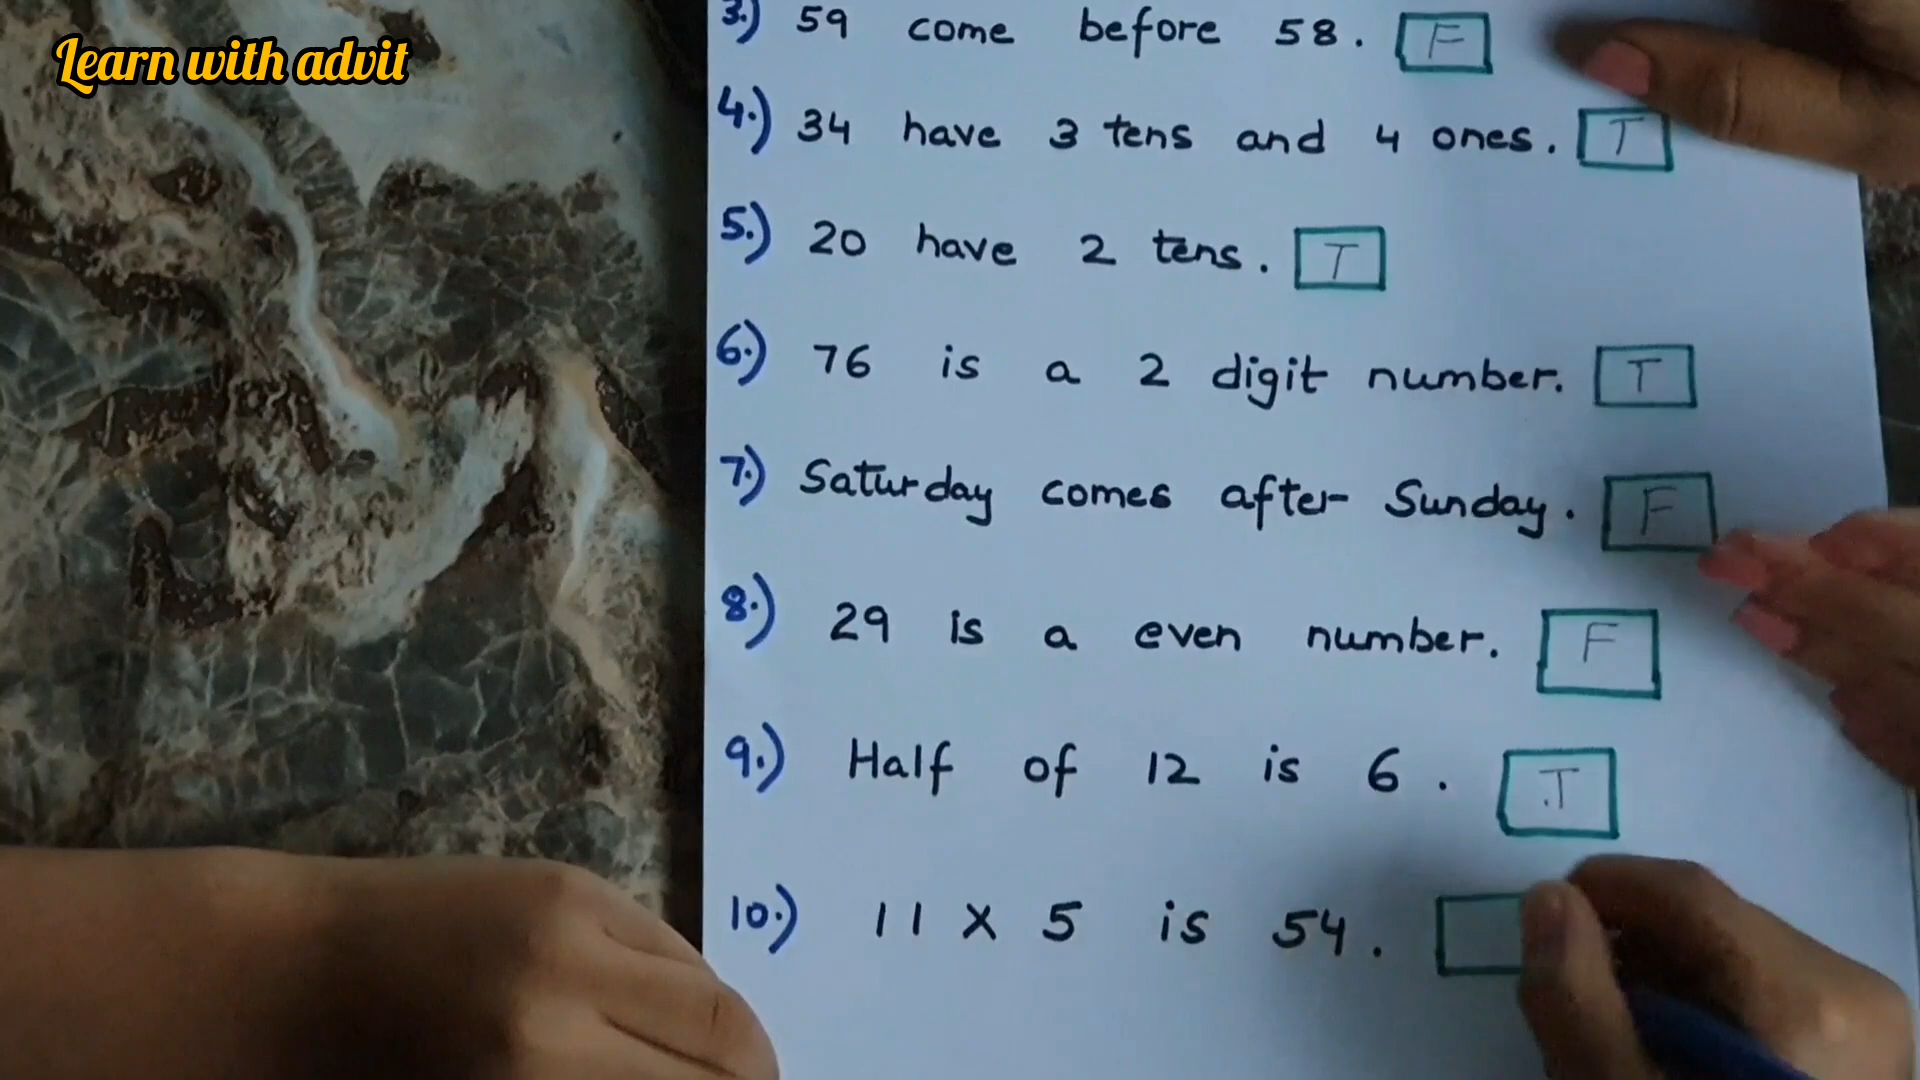 Learn with advit
3.) 59 come before 58. F
4.) 34 have 3 tens and 4 ones. T
5.) 20 have 2 tens. T
6.) 76 is a 2 digit number. T
7.) Saturday comes after Sunday. F
8.) 29 is a even number. F
9.) Half of 12 is 6. T
10.) 11 X 5 is 54.